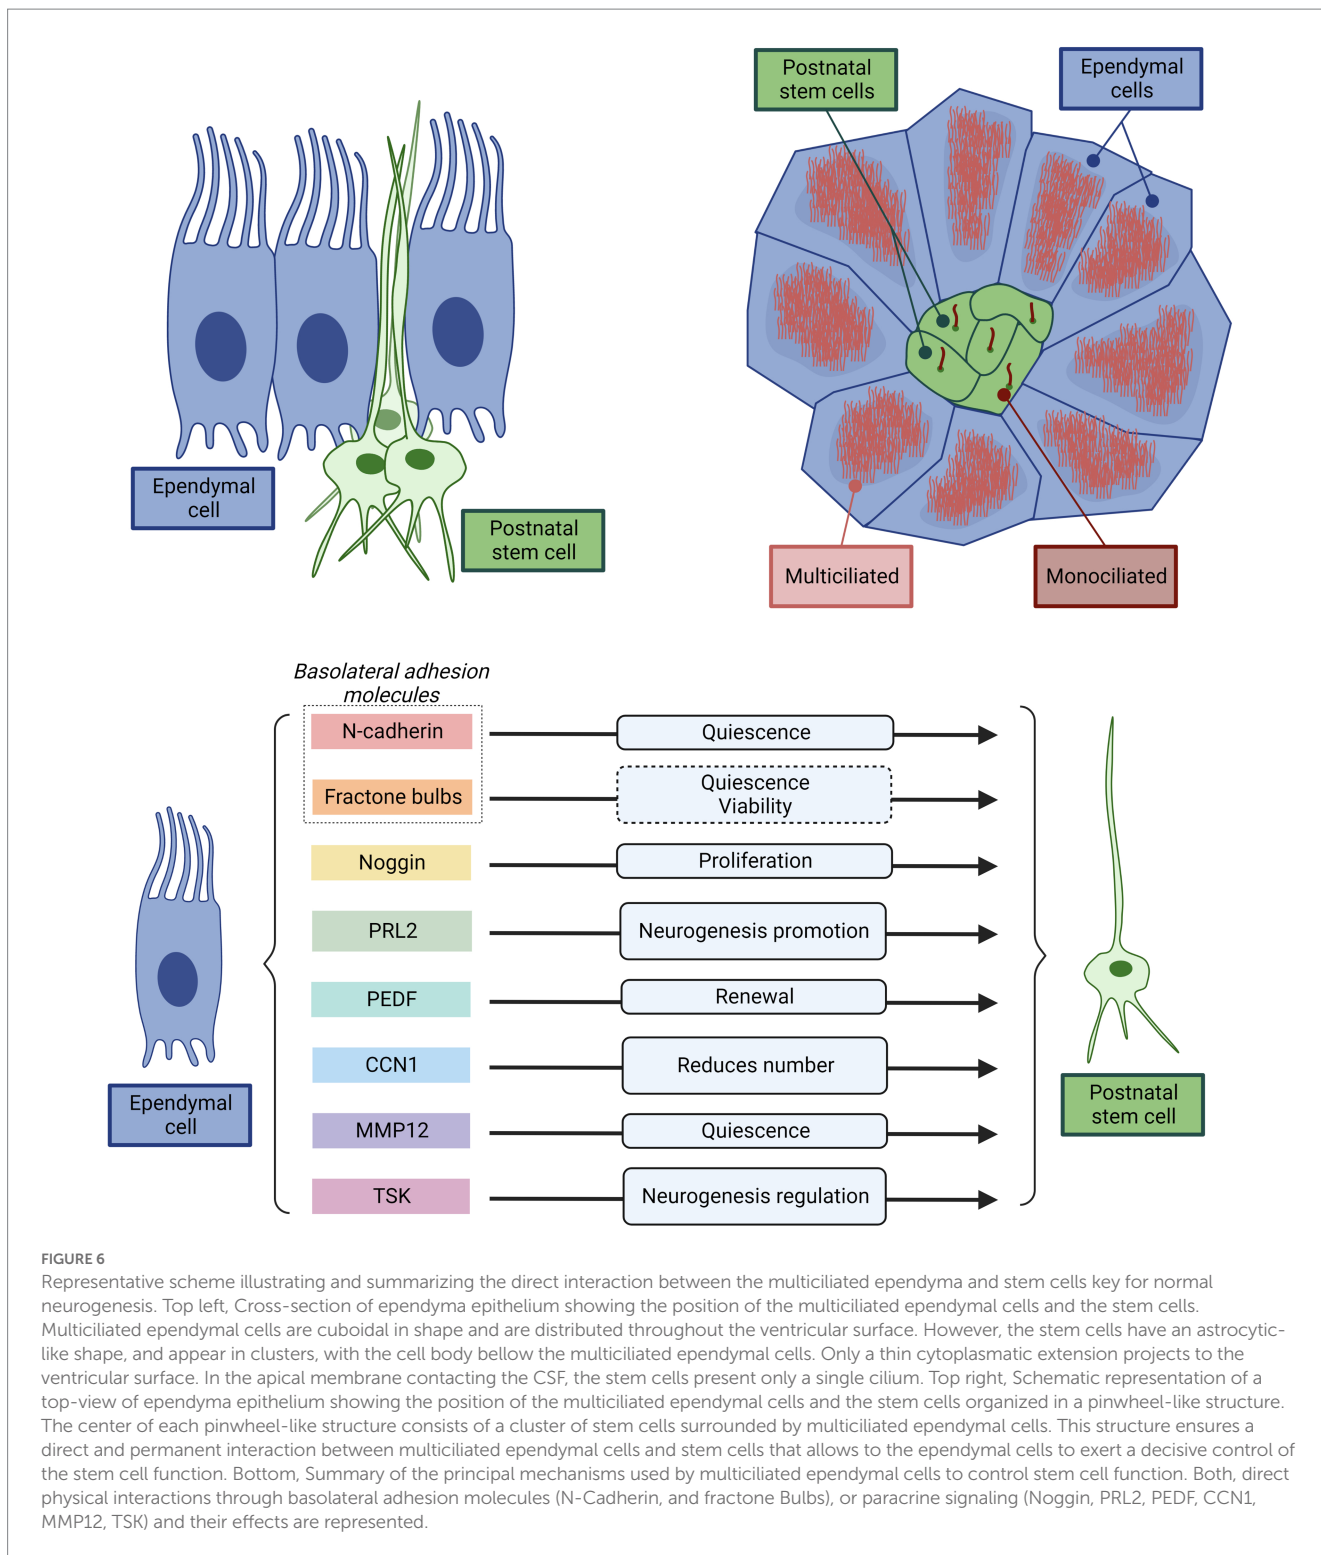 Postnatal
stem cells
Ependymal
cells
Ependymal
cell
Postnatal
stem cell
Multiciliated
Monociliated
Basolateral adhesion
molecules
N-cadherin
Quiescence
Fractone bulbs
Quiescence
Viability
Noggin
Proliferation
PRL2
Neurogenesis promotion
PEDF
Renewal
CCN1
Reduces number
MMP12
Quiescence
TSK
Neurogenesis regulation
Ependymal
cell
Postnatal
stem cell
FIGURE 6
Representative scheme illustrating and summarizing the direct interaction between the multiciliated ependyma and stem cells key for normal
neurogenesis. Top left, Cross-section of ependyma epithelium showing the position of the multiciliated ependymal cells and the stem cells.
Multiciliated ependymal cells are cuboidal in shape and are distributed throughout the ventricular surface. However, the stem cells have an astrocytic-
like shape, and appear in clusters, with the cell body bellow the multiciliated ependymal cells. Only a thin cytoplasmatic extension projects to the
ventricular surface. In the apical membrane contacting the CSF, the stem cells present only a single cilium. Top right, Schematic representation of a
top-view of ependyma epithelium showing the position of the multiciliated ependymal cells and the stem cells organized in a pinwheel-like structure.
The center of each pinwheel-like structure consists of a cluster of stem cells surrounded by multiciliated ependymal cells. This structure ensures a
direct and permanent interaction between multiciliated ependymal cells and stem cells that allows to the ependymal cells to exert a decisive control of
the stem cell function. Bottom, Summary of the principal mechanisms used by multiciliated ependymal cells to control stem cell function. Both, direct
physical interactions through basolateral adhesion molecules (N-Cadherin, and fractone Bulbs), or paracrine signaling (Noggin, PRL2, PEDF, CCN1,
MMP12, TSK) and their effects are represented.